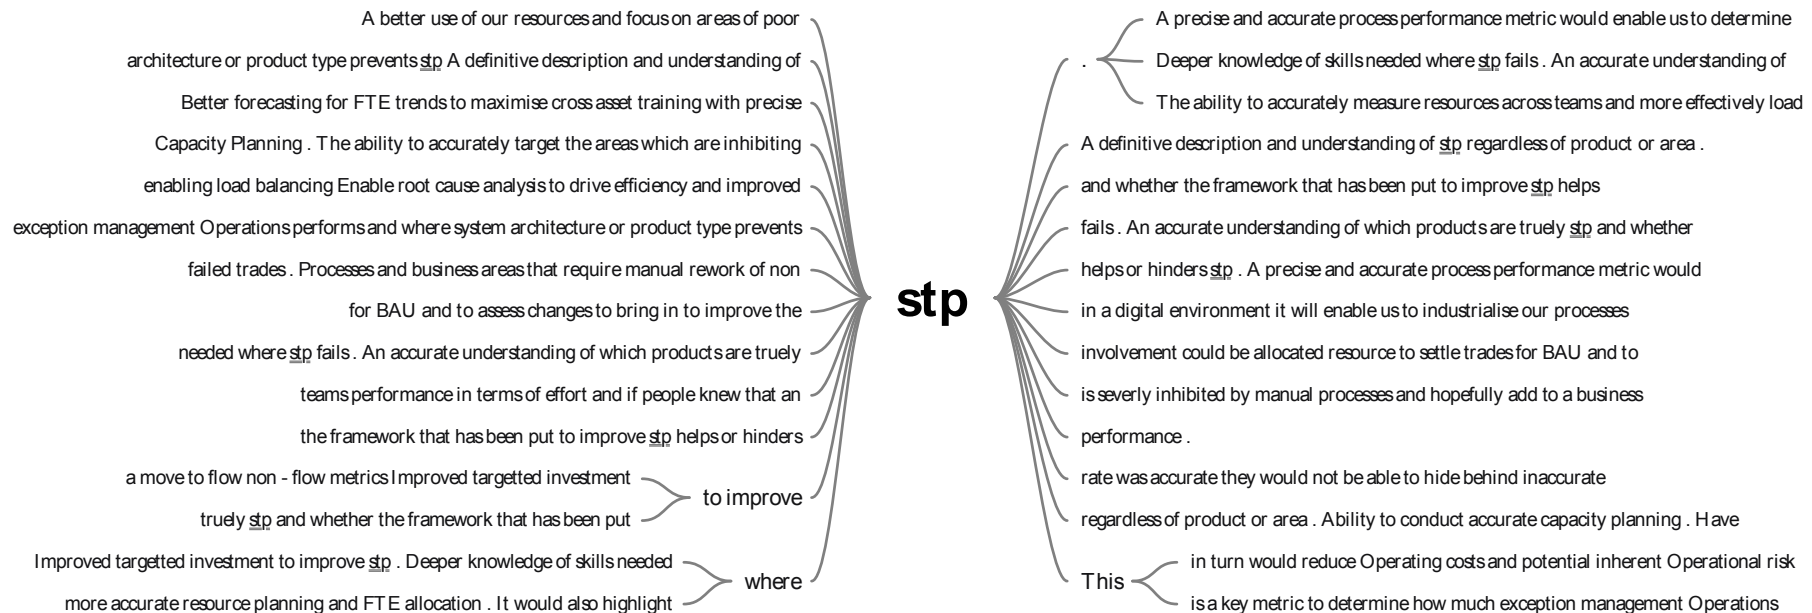 A better use of our resources and focus on areas of poor
architecture or product type prevents stp A definitive description and understanding of
Better forecasting for FTE trends to maximise cross asset training with precise
Capacity Planning . The ability to accurately target the areas which are inhibiting
enabling load balancing Enable root cause analysis to drive efficiency and improved
exception management Operations performs and where system architecture or product type prevents
failed trades . Processes and business areas that require manual rework of non
for BAU and to assess changes to bring in to improve the
needed where stp fails . An accurate understanding of which products are truely
teams performance in terms of effort and if people knew that an
the framework that has been put to improve stp helps or hinders
a move to flow non - flow metrics Improved targetted investment
truely stp and whether the framework that has been put
to improve
Improved targetted investment to improve stp . Deeper knowledge of skills needed
more accurate resource planning and FTE allocation . It would also highlight
where
stp
.
A precise and accurate process performance metric would enable us to determine
Deeper knowledge of skills needed where stp fails . An accurate understanding of
The ability to accurately measure resources across teams and more effectively load
A definitive description and understanding of stp regardless of product or area .
and whether the framework that has been put to improve stp helps
fails . An accurate understanding of which products are truely stp and whether
helps or hinders stp . A precise and accurate process performance metric would
in a digital environment it will enable us to industrialise our processes
involvement could be allocated resource to settle trades for BAU and to
is severly inhibited by manual processes and hopefully add to a business
performance .
rate was accurate they would not be able to hide behind inaccurate
regardless of product or area . Ability to conduct accurate capacity planning . Have
This
in turn would reduce Operating costs and potential inherent Operational risk
is a key metric to determine how much exception management Operations